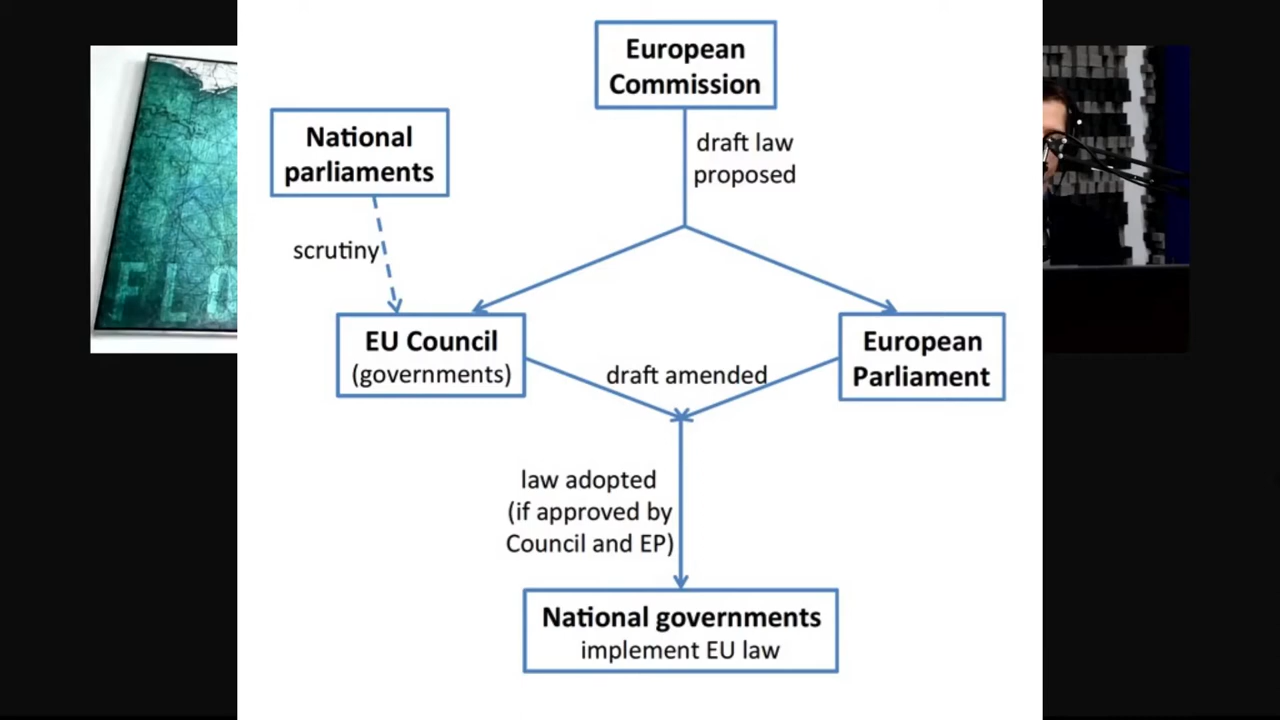 European
Commission
National
parliaments
draft law
proposed
scrutiny
EU Council
(governments)
European
Parliament
draft amended
law adopted
(if approved by
Council and EP)
National governments
implement EU law
FLO